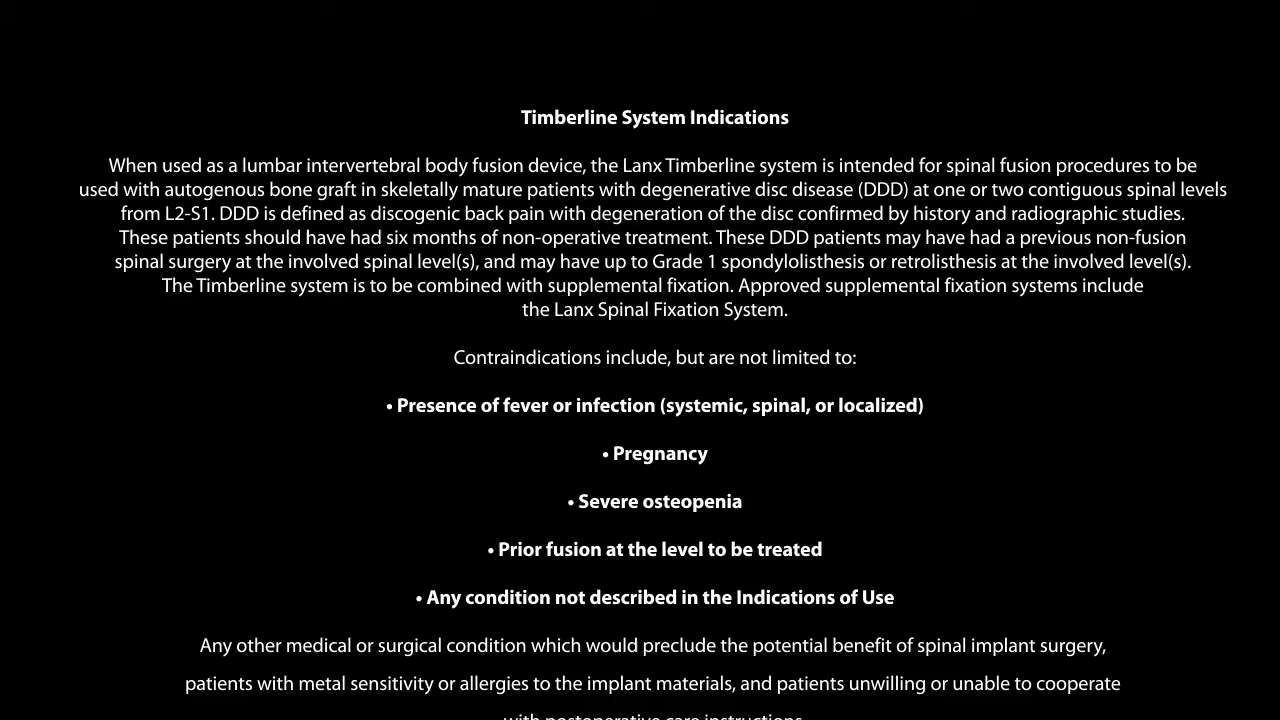 Timberline System Indications
When used as a lumbar intervertebral body fusion device, the Lanx Timberline system is intended for spinal fusion procedures to be
used with autogenous bone graft in skeletally mature patients with degenerative disc disease (DDD) at one or two contiguous spinal levels
from L2-S1. DDD is defined as discogenic back pain with degeneration of the disc confirmed by history and radiographic studies.
These patients should have had six months of non-operative treatment. These DDD patients may have had a previous non-fusion
spinal surgery at the involved spinal level(s), and may have up to Grade 1 spondylolisthesis or retrolisthesis at the involved level(s).
The Timberline system is to be combined with supplemental fixation. Approved supplemental fixation systems include
the Lanx Spinal Fixation System.
Contraindications include, but are not limited to:
• Presence of fever or infection (systemic, spinal, or localized)
• Pregnancy
• Severe osteopenia
• Prior fusion at the level to be treated
• Any condition not described in the Indications of Use
Any other medical or surgical condition which would preclude the potential benefit of spinal implant surgery,
patients with metal sensitivity or allergies to the implant materials, and patients unwilling or unable to cooperate
with postoperative care instructions.